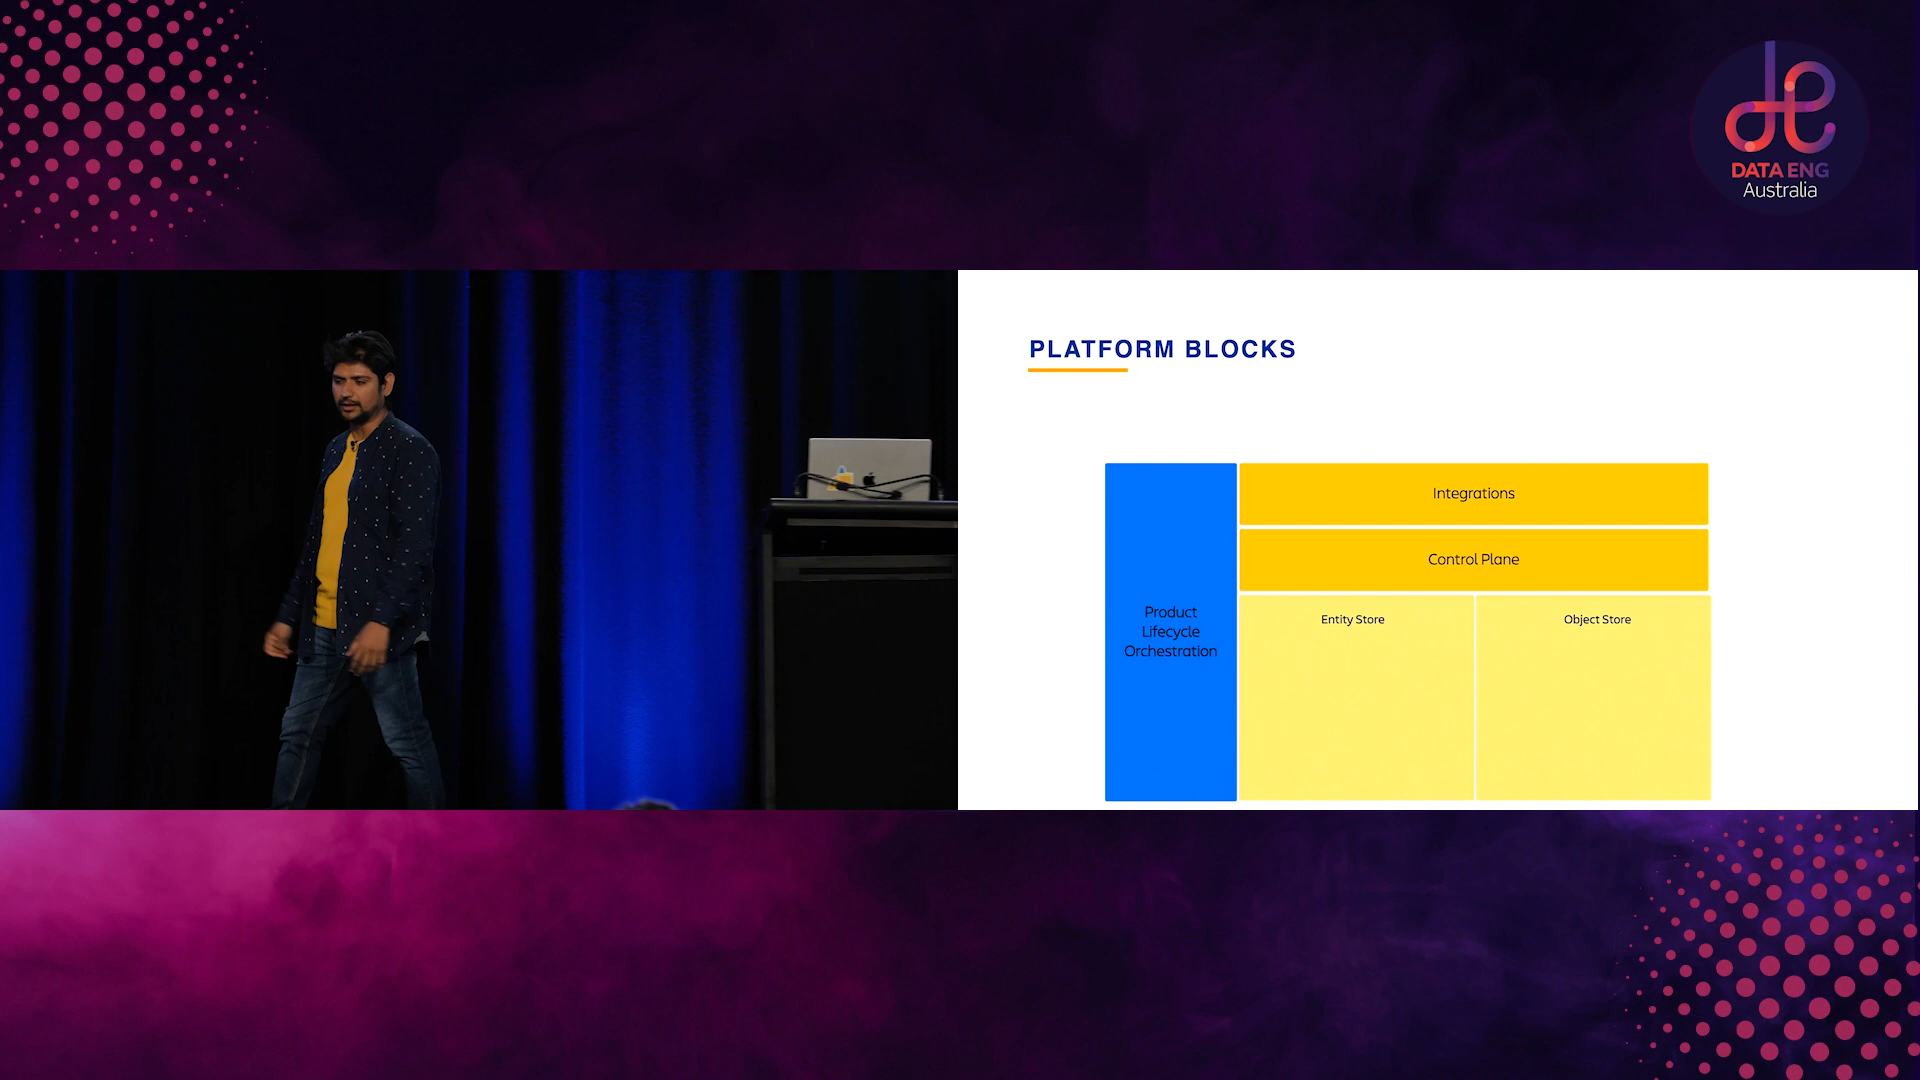 DATA ENG
Australia
PLATFORM BLOCKS
Integrations
Control Plane
Product
Lifecycle
Orchestration
Entity Store
Object Store